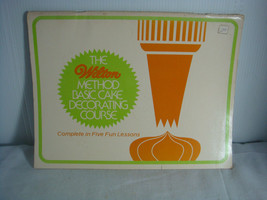 THE
Wilton
METHOD
BASIC CAKE
DECORATING
COURSE
Complete in Five Fun Lessons